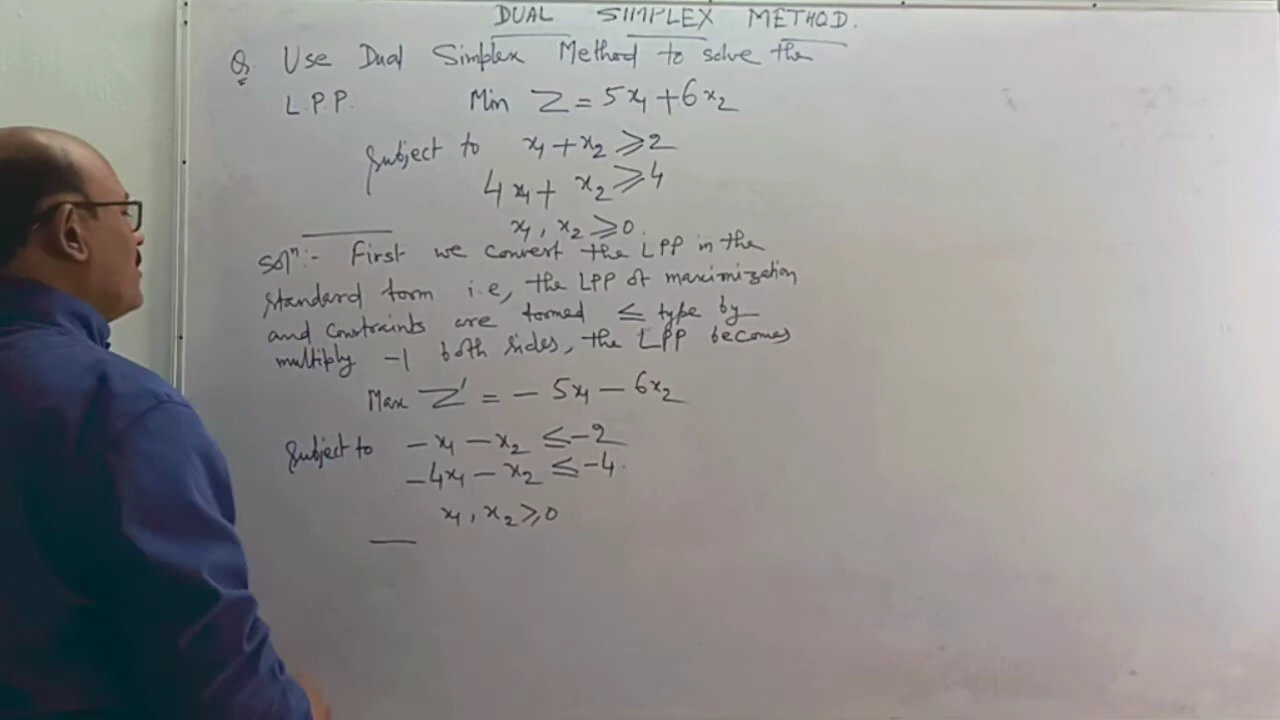 DUAL SIMPLEX METHOD.
Q. Use Dual Simplex Method to solve the
L.P.P. Min Z = 5x₁ + 6x₂
Subject to x₁ + x₂ ≥ 2
4x₁ + x₂ ≥ 4
x₁, x₂ ≥ 0.
Solⁿ:- First we convert the LPP in the
standard form i.e, the LPP of maximization
and constraints are formed ≤ type by
multiply -1 both sides, the LPP becomes
Max Z' = - 5x₁ - 6x₂
Subject to -x₁ - x₂ ≤ -2
-4x₁ - x₂ ≤ -4.
x₁, x₂ ≥ 0